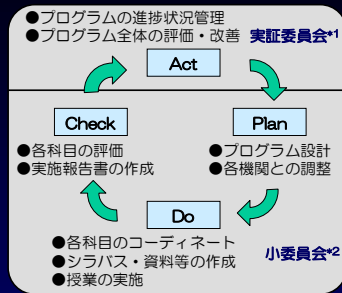 ●プログラムの進捗状況管理
●プログラム全体の評価・改善 実証委員会*1
Act
Check
Plan
●各科目の評価
●実施報告書の作成
●プログラム設計
●各機関との調整
Do
●各科目のコーディネート
●シラバス・資料等の作成
●授業の実施
小委員会*2